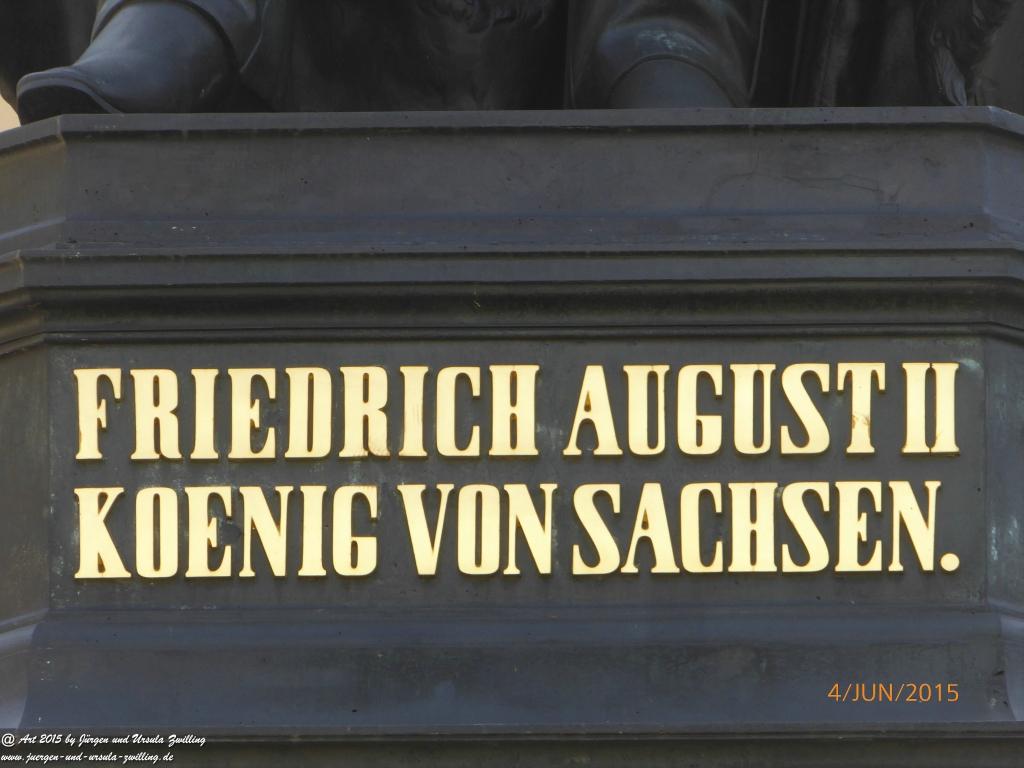 FRIEDRICH AUGUST II
KOENIG VON SACHSEN.
4/JUN/2015
@ Art 2015 by Jürgen und Ursula Zwilling
www.juergen-und-ursula-zwilling.de